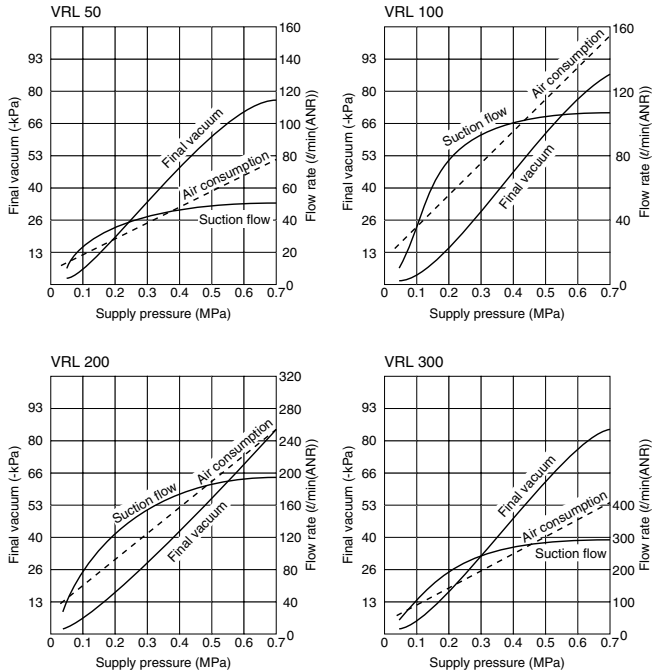 VRL 50
Final vacuum (-kPa)
93
80
66
53
40
26
13
160
140
120
100
80
60
40
20
0
Flow rate (ℓ/min(ANR))
Final vacuum
Air consumption
Suction flow
0 0.1 0.2 0.3 0.4 0.5 0.6 0.7
Supply pressure (MPa)
VRL 100
Final vacuum (-kPa)
93
80
66
53
40
26
13
160
120
80
40
0
Flow rate (ℓ/min(ANR))
Air consumption
Suction flow
Final vacuum
0 0.1 0.2 0.3 0.4 0.5 0.6 0.7
Supply pressure (MPa)
VRL 200
Final vacuum (-kPa)
93
80
66
53
40
26
13
320
280
240
200
160
120
80
40
0
Flow rate (ℓ/min(ANR))
Air consumption
Suction flow
Final vacuum
0 0.1 0.2 0.3 0.4 0.5 0.6 0.7
Supply pressure (MPa)
VRL 300
Final vacuum (-kPa)
93
80
66
53
40
26
13
400
300
200
100
0
Flow rate (ℓ/min(ANR))
Final vacuum
Air consumption
Suction flow
0 0.1 0.2 0.3 0.4 0.5 0.6 0.7
Supply pressure (MPa)